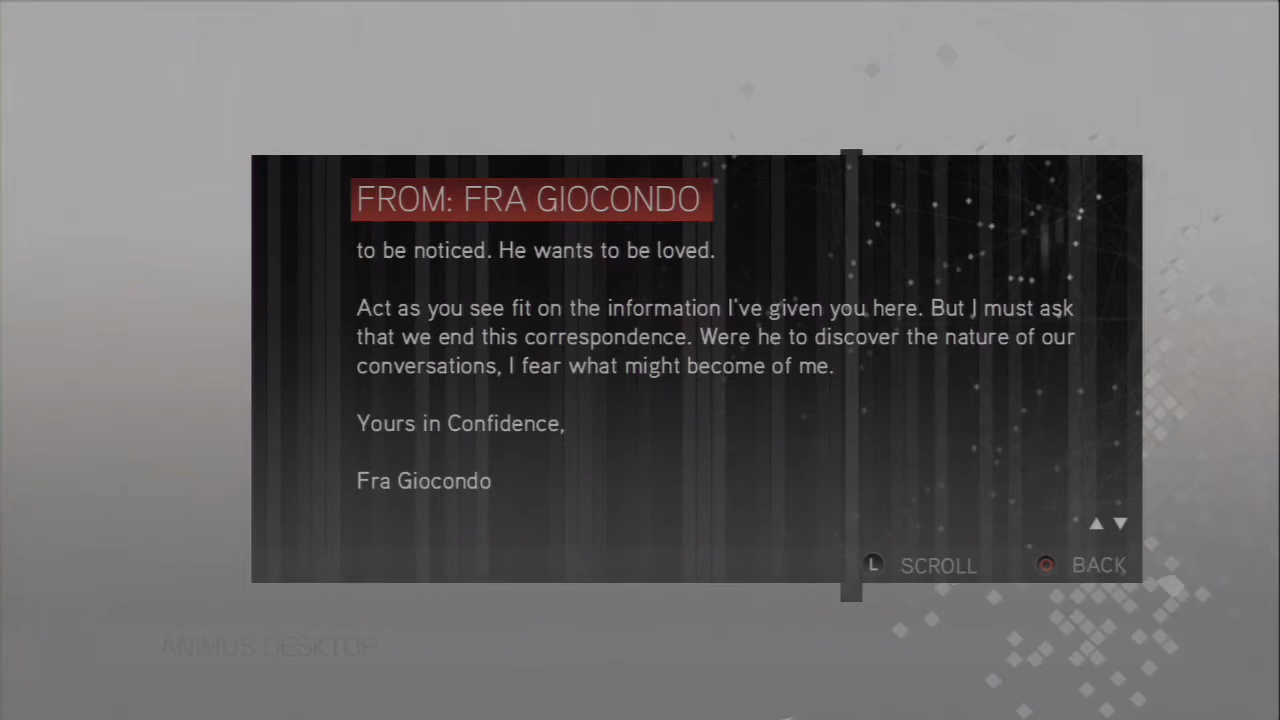 FROM: FRA GIOCONDO
to be noticed. He wants to be loved.
Act as you see fit on the information I've given you here. But I must ask
that we end this correspondence. Were he to discover the nature of our
conversations, I fear what might become of me.
Yours in Confidence,
Fra Giocondo
L SCROLL
BACK
ANIMUS DESKTOP